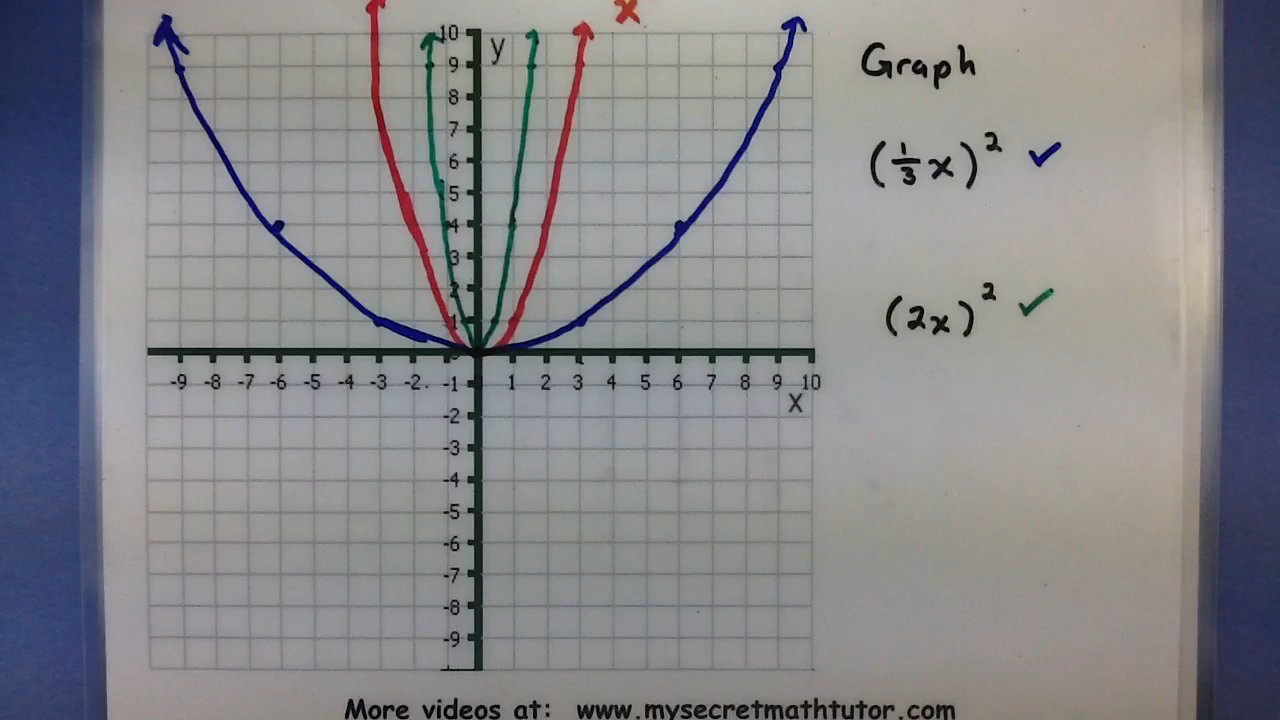 x
Graph
(1/3 x)² ✓
(2x)² ✓
y
10
9
8
7
6
5
4
3
2
1
0
-9 -8 -7 -6 -5 -4 -3 -2 -1 1 2 3 4 5 6 7 8 9 10
x
-2
-3
-4
-5
-6
-7
-8
-9
More videos at: www.mysecretmathtutor.com